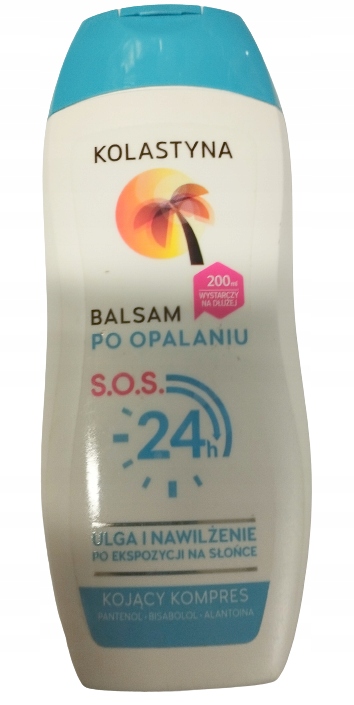 KOLASTYNA
200ml
WYSTARCZY
NA DŁUŻEJ
BALSAM
PO OPALANIU
S.O.S.
24h
ULGA I NAWILŻENIE
PO EKSPOZYCJI NA SŁOŃCE
KOJĄCY KOMPRES
PANTENOL • BISABOLOL • ALANTOINA